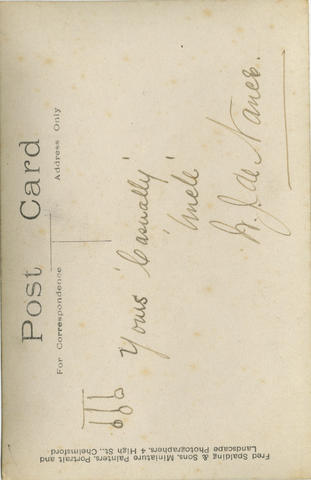 Post Card
For Correspondence
Address Only
Yours 'Casually'
'Uncle'
Fred Spalding & Sons, Miniature Painters, Portrait and
Landscape Photographers, 4 High St., Chelmsford